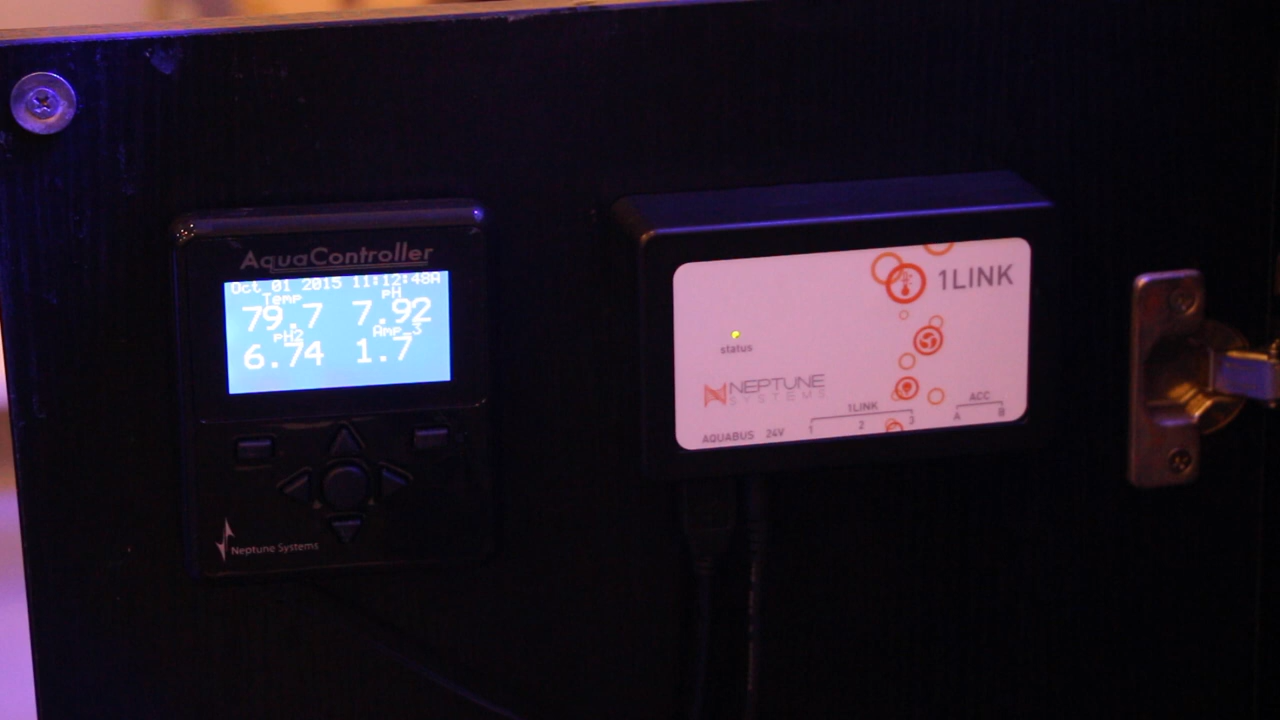 AquaController
Oct 01 2015 11:12:48A
Temp pH
79.7 7.92
pH2 Amp_3
6.74 1.7
Neptune Systems
1LINK
status
NEPTUNE
SYSTEMS
1LINK ACC
AQUABUS 24V 1 2 3 A B